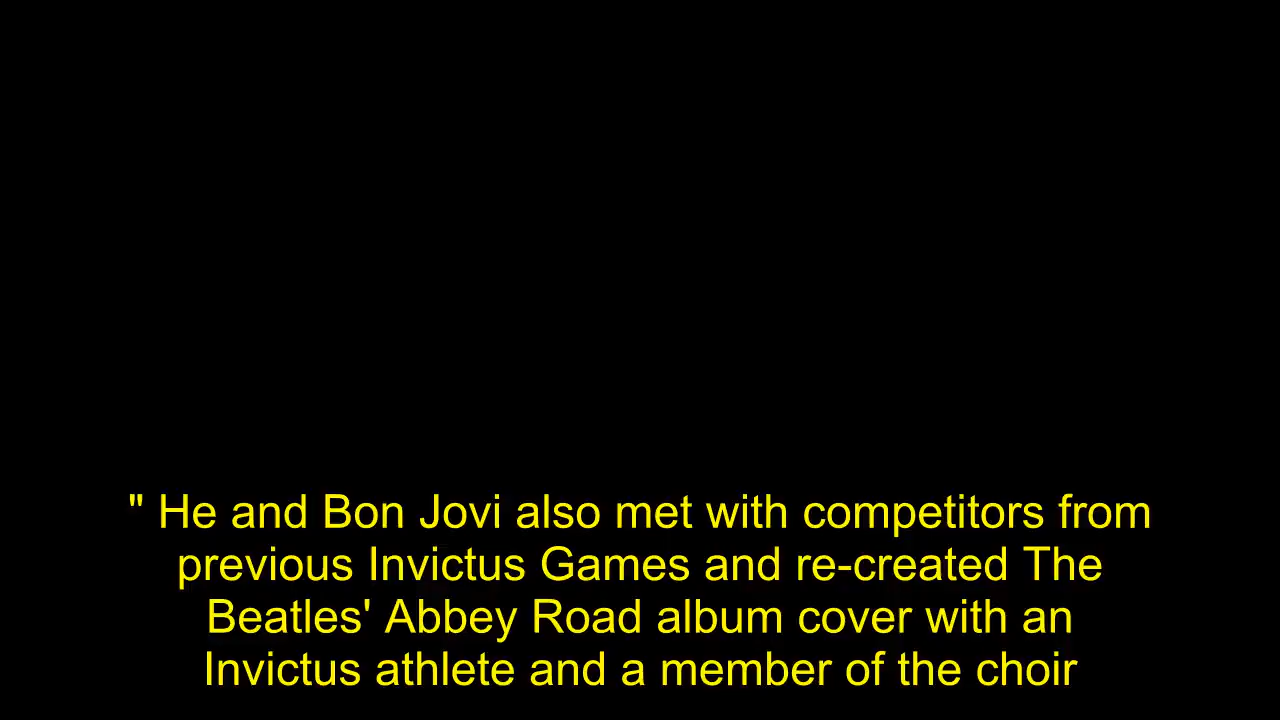 " He and Bon Jovi also met with competitors from
previous Invictus Games and re-created The
Beatles' Abbey Road album cover with an
Invictus athlete and a member of the choir